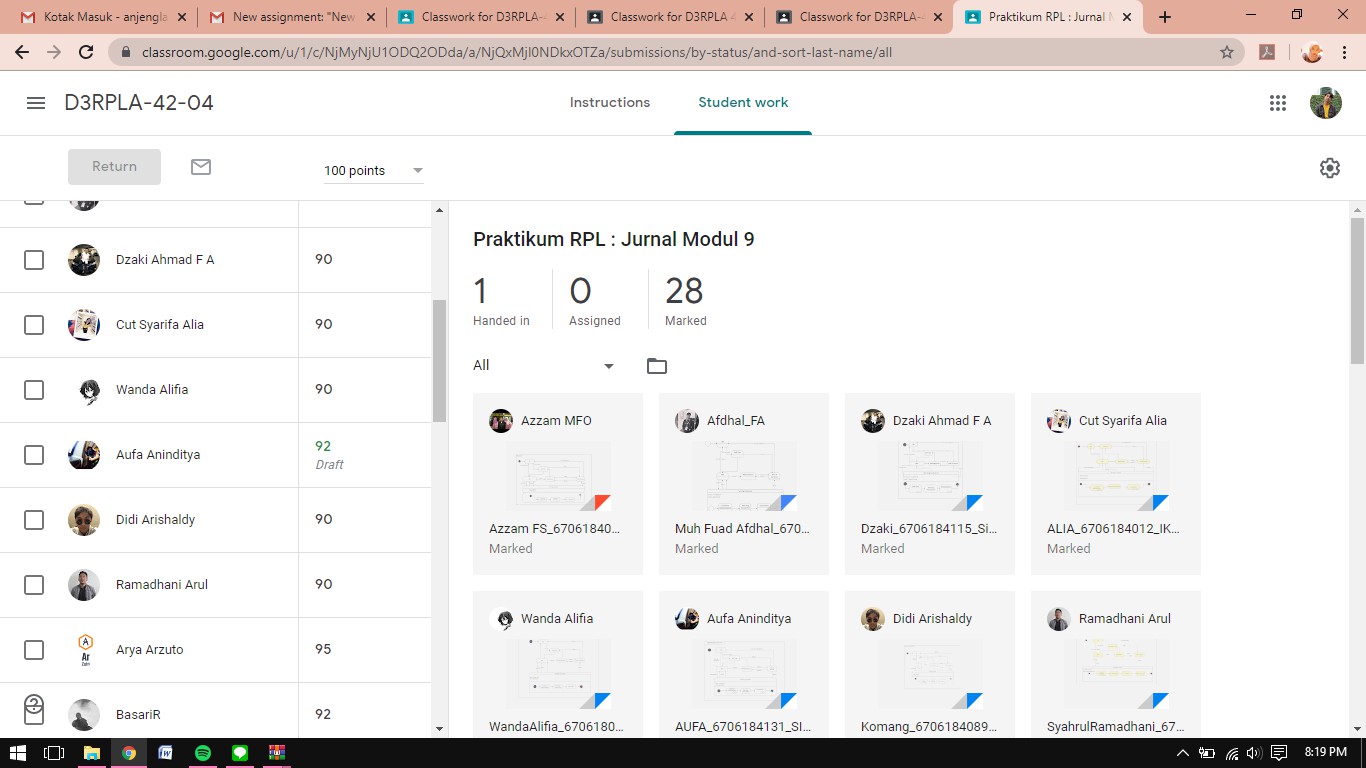 Kotak Masuk - anjengla
New assignment: "New
Classwork for D3RPLA-4
Classwork for D3RPLA 4
Classwork for D3RPLA-4
Praktikum RPL : Jurnal M
classroom.google.com/u/1/c/NjMyNjU1ODQ2ODda/a/NjQxMjI0NDkxOTZa/submissions/by-status/and-sort-last-name/all
D3RPLA-42-04
Instructions
Student work
Return
100 points
Dzaki Ahmad F A 90
Cut Syarifa Alia 90
Wanda Alifia 90
Aufa Aninditya 92
Draft
Didi Arishaldy 90
Ramadhani Arul 90
Arya Arzuto 95
BasariR 92
Praktikum RPL : Jurnal Modul 9
1 0 28
Handed in Assigned Marked
All
Azzam MFO
Azzam FS_67061840...
Marked
Afdhal_FA
Muh Fuad Afdhal_670...
Marked
Dzaki Ahmad F A
Dzaki_6706184115_Si...
Marked
Cut Syarifa Alia
ALIA_6706184012_IK...
Marked
Wanda Alifia
WandaAlifia_6706180...
Aufa Aninditya
AUFA_6706184131_SI...
Didi Arishaldy
Komang_6706184089...
Ramadhani Arul
SyahrulRamadhani_67...
8:19 PM